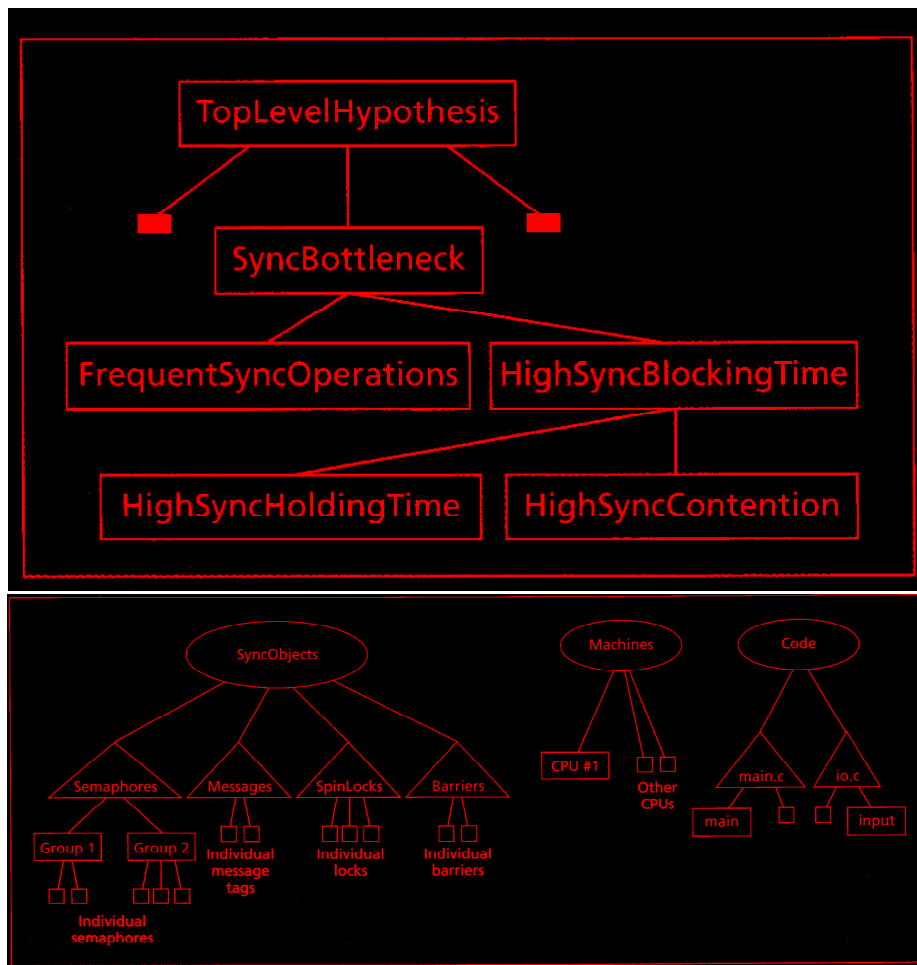 TopLevelHypothesis
SyncBottleneck
FrequentSyncOperations
HighSyncBlockingTime
HighSyncHoldingTime
HighSyncContention
SyncObjects
Machines
Code
Semaphores
Messages
SpinLocks
Barriers
CPU #1
Other
CPUs
main.c
io.c
main
input
Group 1
Group 2
Individual
message
tags
Individual
locks
Individual
barriers
Individual
semaphores